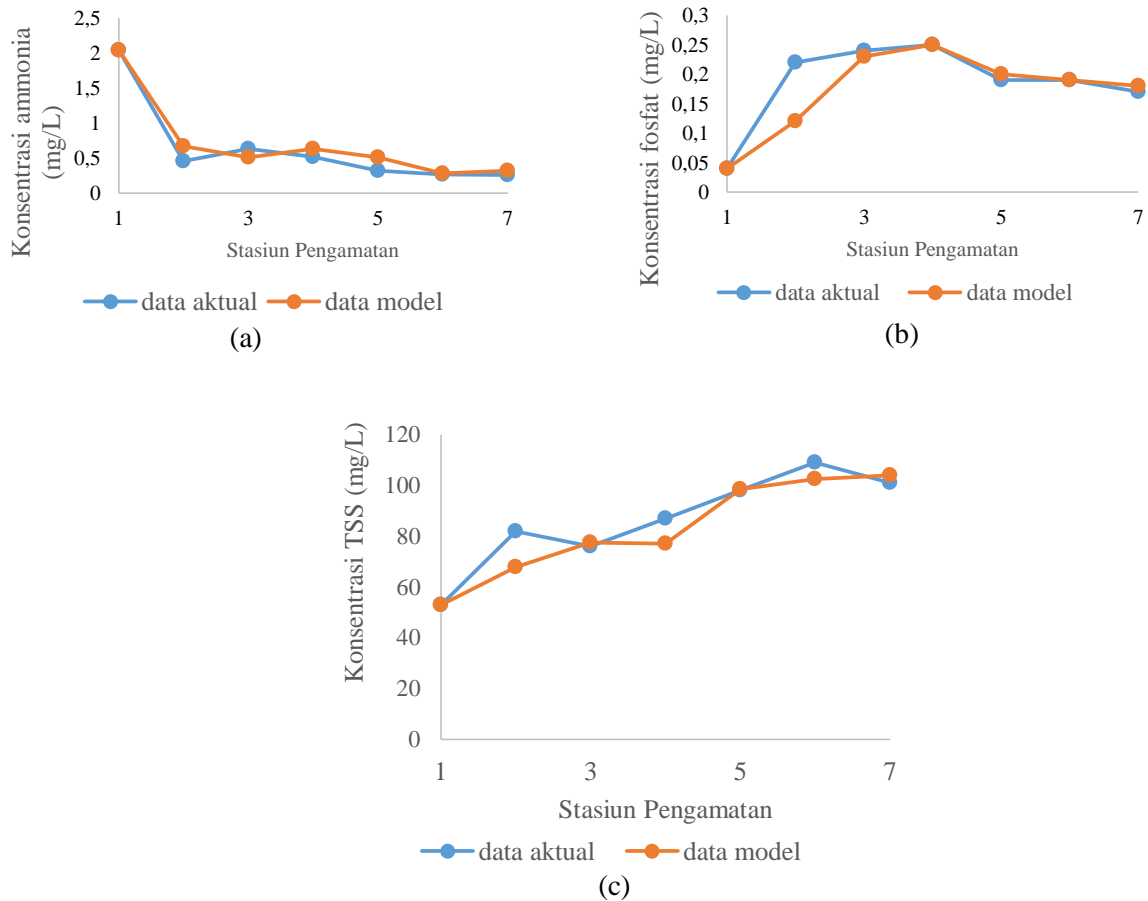 2,5
2
1,5
1
0,5
0
Konsentrasi ammonia
(mg/L)
1 3 5 7
Stasiun Pengamatan
data aktual data model
(a)
0,3
0,25
0,2
0,15
0,1
0,05
0
Konsentrasi fosfat (mg/L)
1 3 5 7
Stasiun Pengamatan
data aktual data model
(b)
120
100
80
60
40
20
0
Konsentrasi TSS (mg/L)
1 3 5 7
Stasiun Pengamatan
data aktual data model
(c)